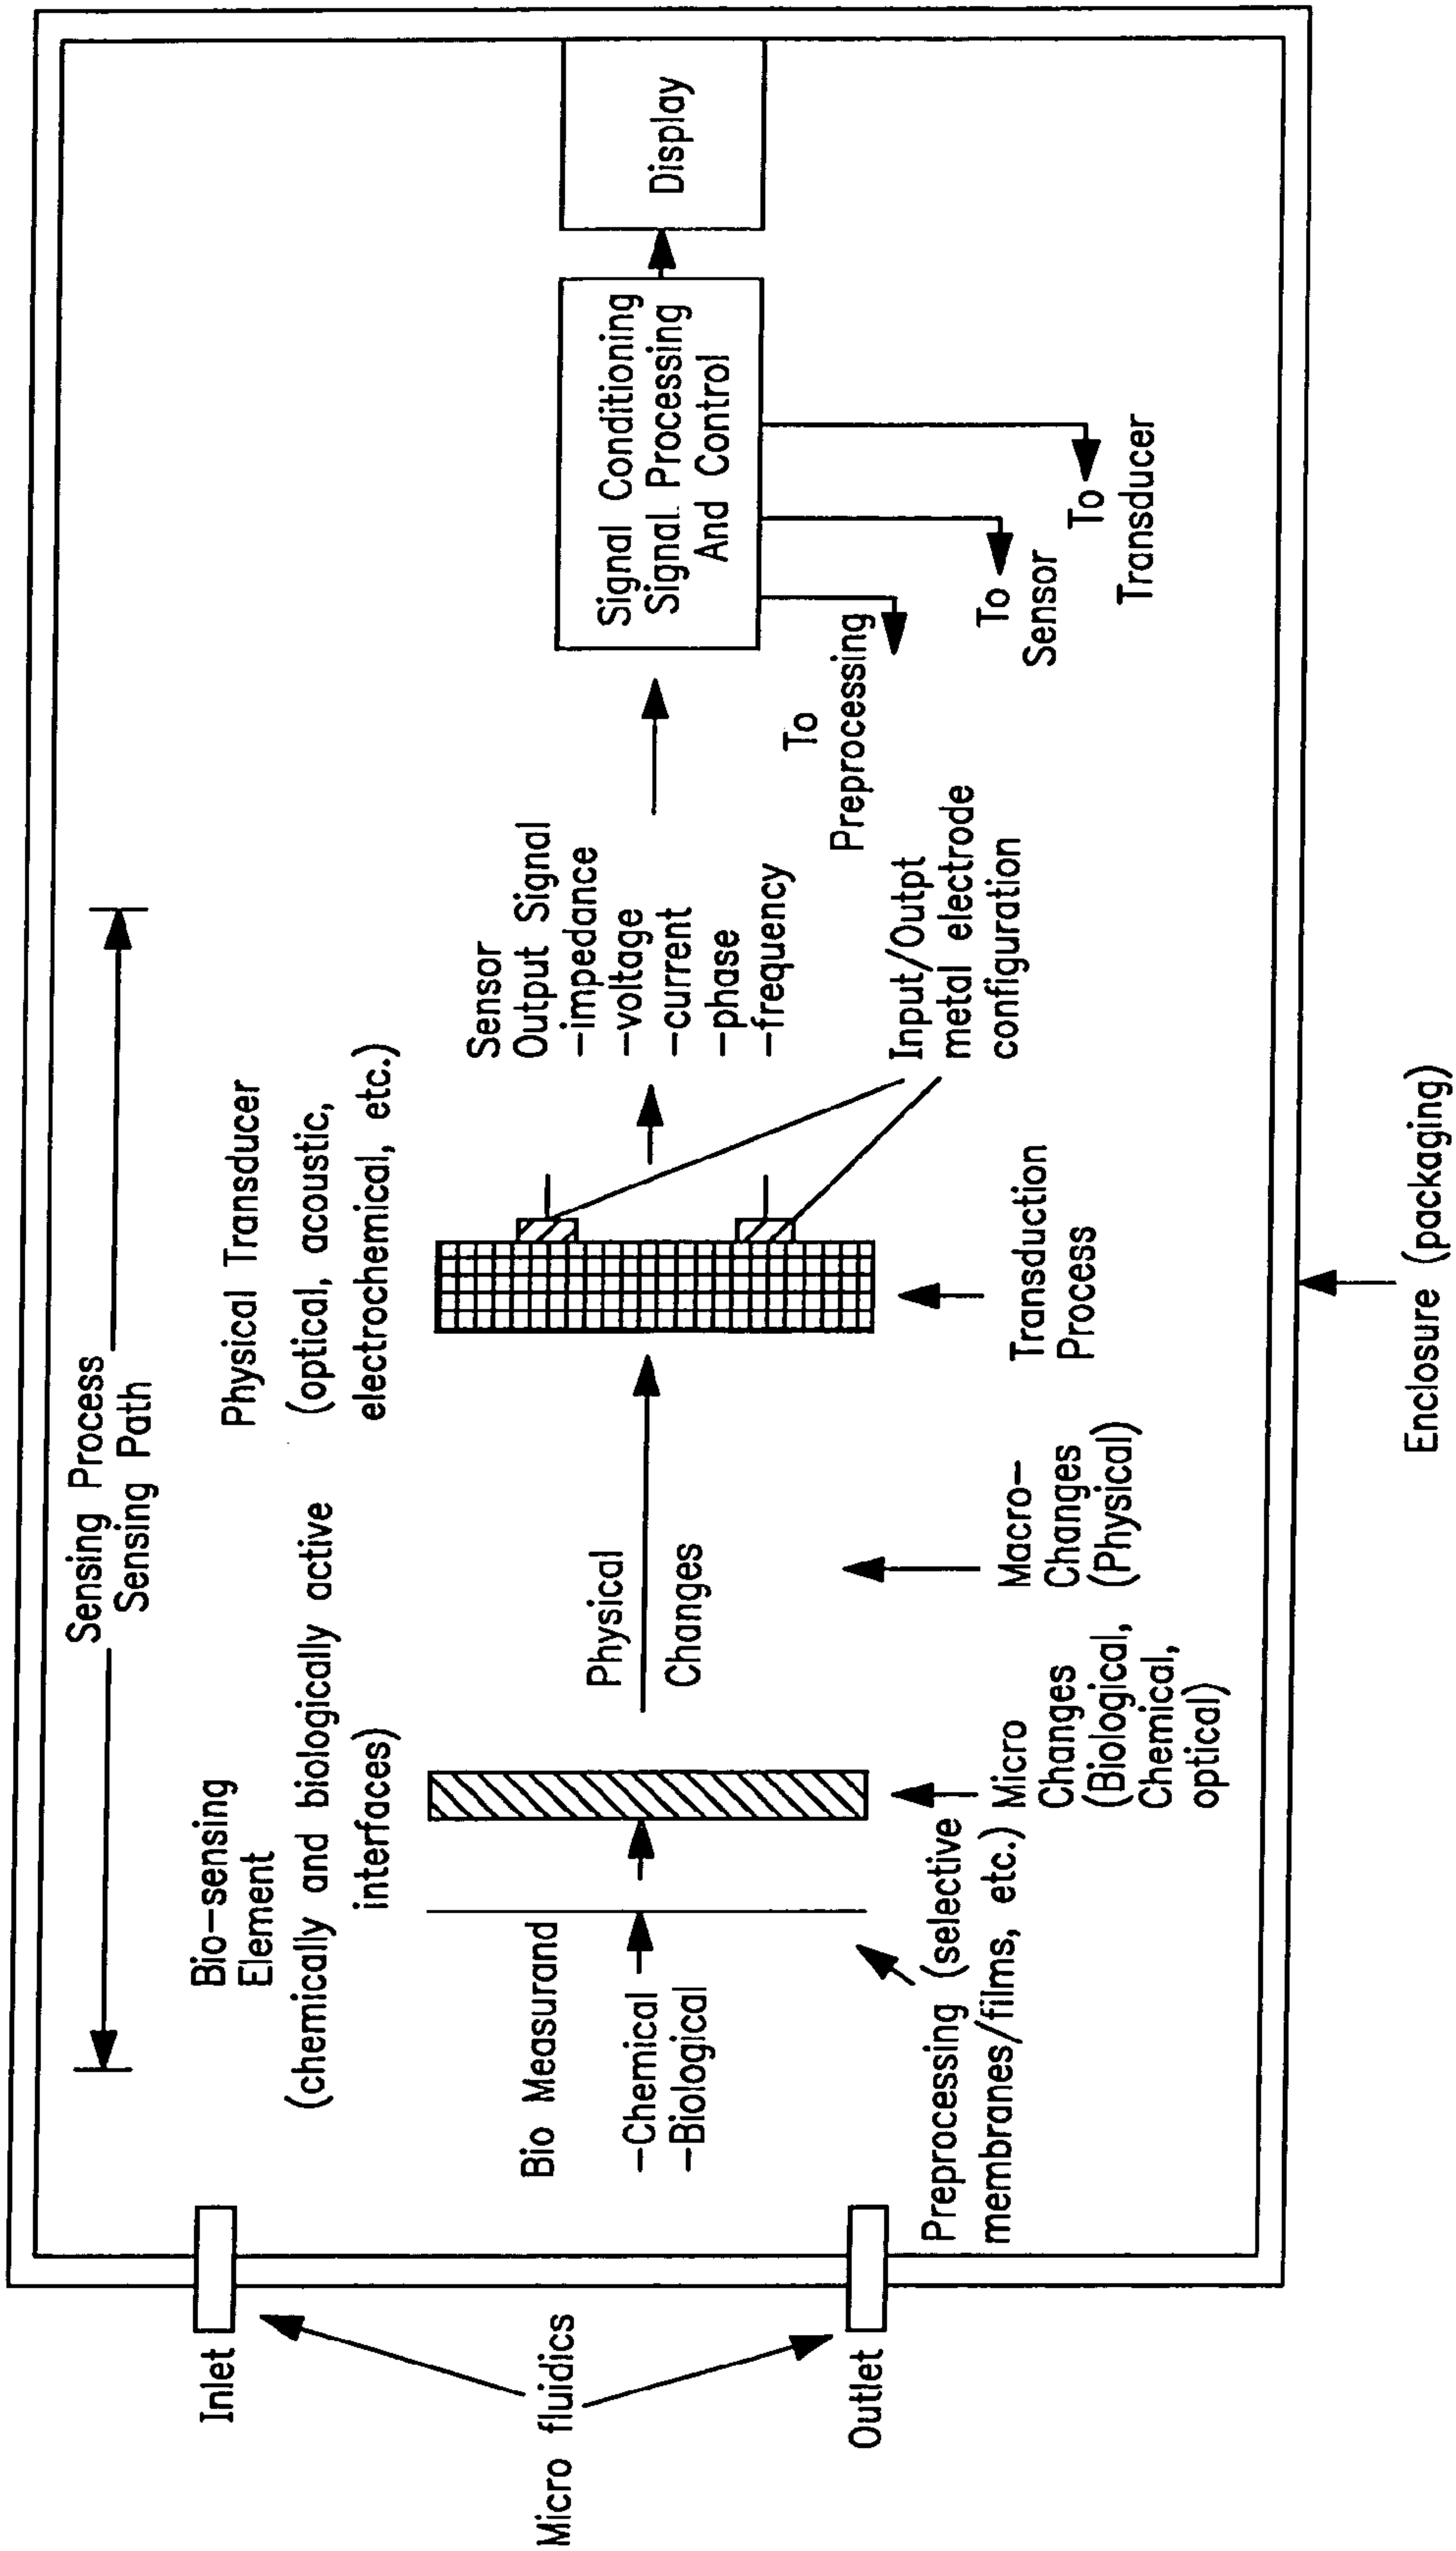 Sensing Process
Sensing Path
Bio-sensing
Element
(chemically and biologically active
interfaces)
Physical Transducer
(optical, acoustic,
electrochemical, etc.)
Inlet
Micro fluidics
Outlet
Bio Measurand
-Chemical
-Biological
Physical
Changes
Sensor
Output Signal
-impedance
-voltage
-current
-phase
-frequency
Signal Conditioning
Signal Processing
And Control
Display
Preprocessing (selective
membranes/films, etc.)
Micro
Changes
(Biological,
Chemical,
optical)
Macro-
Changes
(Physical)
Transduction
Process
Input/Outpt
metal electrode
configuration
To
Preprocessing
To
Sensor
To
Transducer
Enclosure (packaging)